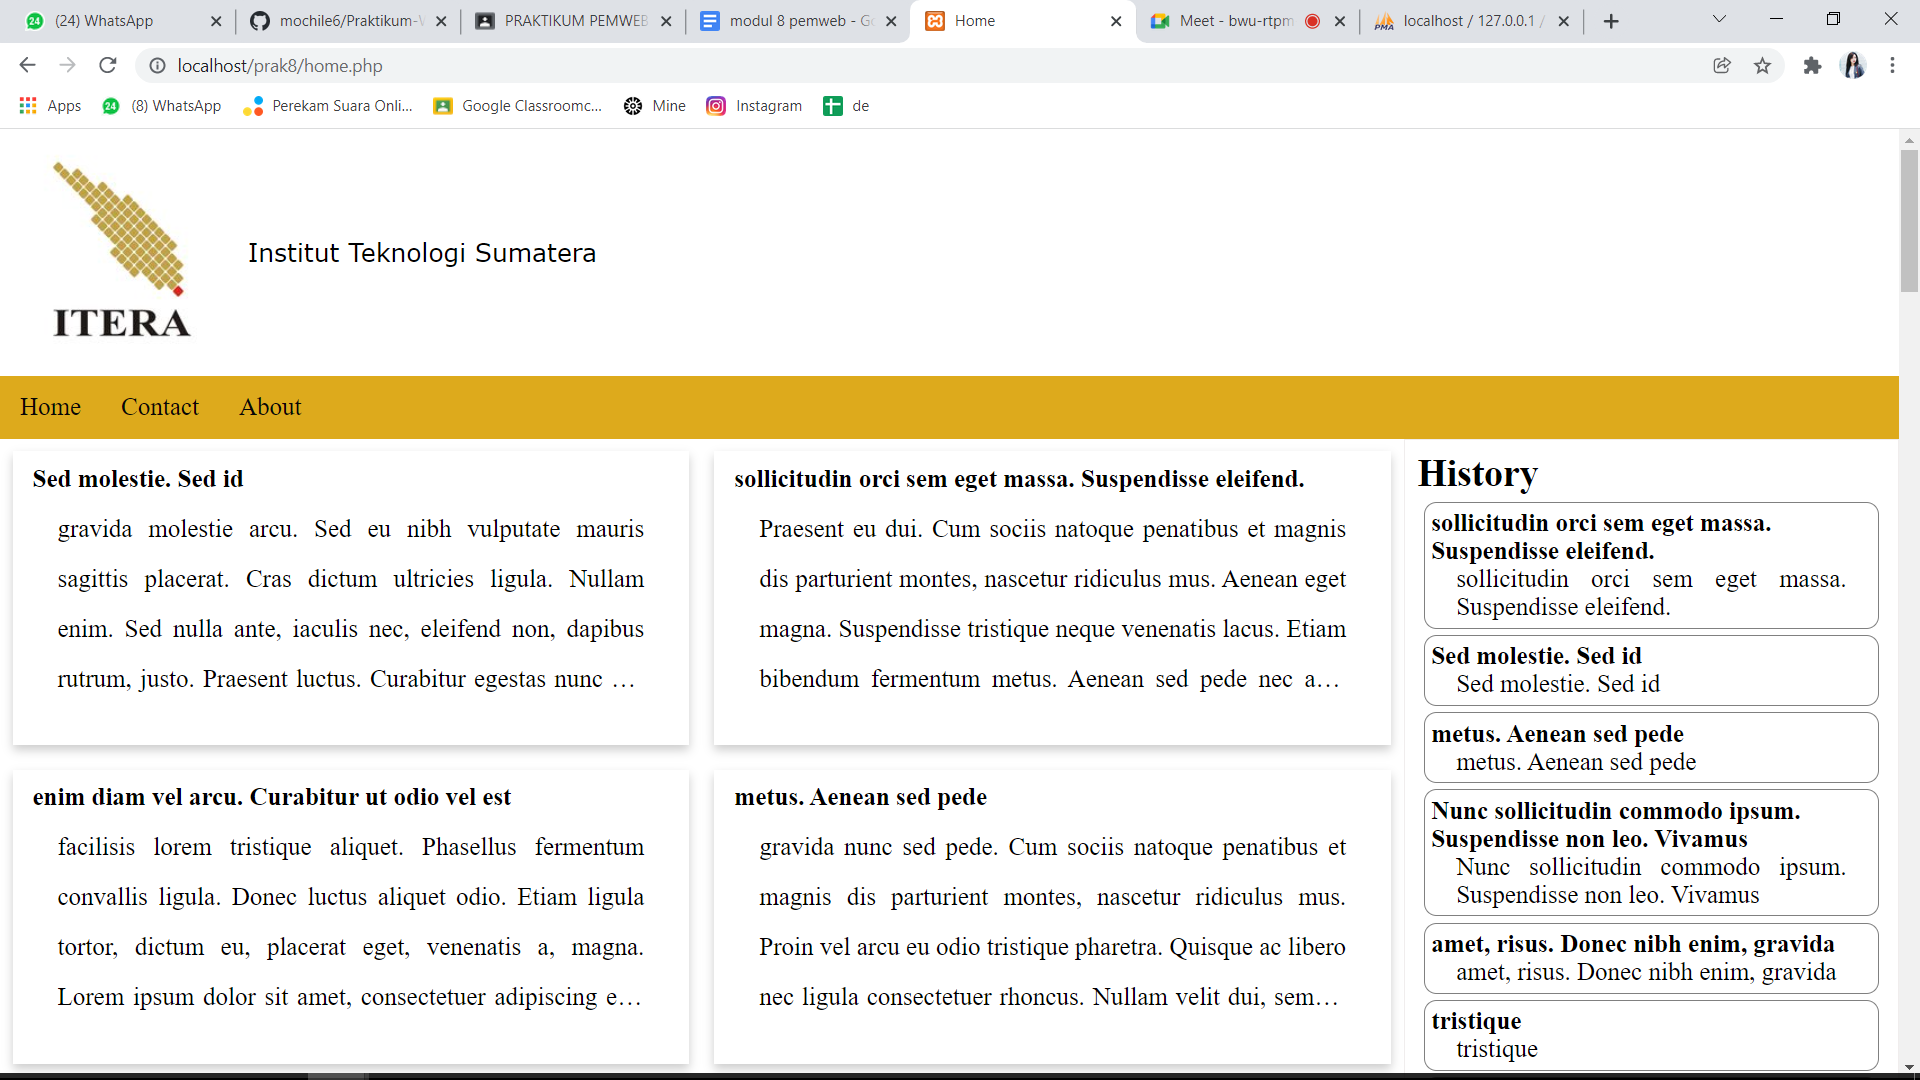 (24) WhatsApp
mochile6/Praktikum-W
PRAKTIKUM PEMWEB
modul 8 pemweb - Go
Home
Meet - bwu-rtpm
localhost / 127.0.0.1 /
localhost/prak8/home.php
Apps
(8) WhatsApp
Perekam Suara Onli...
Google Classroomc...
Mine
Instagram
de
ITERA
Institut Teknologi Sumatera
Home
Contact
About
Sed molestie. Sed id
gravida molestie arcu. Sed eu nibh vulputate mauris
sagittis placerat. Cras dictum ultricies ligula. Nullam
enim. Sed nulla ante, iaculis nec, eleifend non, dapibus
rutrum, justo. Praesent luctus. Curabitur egestas nunc …
sollicitudin orci sem eget massa. Suspendisse eleifend.
Praesent eu dui. Cum sociis natoque penatibus et magnis
dis parturient montes, nascetur ridiculus mus. Aenean eget
magna. Suspendisse tristique neque venenatis lacus. Etiam
bibendum fermentum metus. Aenean sed pede nec a…
enim diam vel arcu. Curabitur ut odio vel est
facilisis lorem tristique aliquet. Phasellus fermentum
convallis ligula. Donec luctus aliquet odio. Etiam ligula
tortor, dictum eu, placerat eget, venenatis a, magna.
Lorem ipsum dolor sit amet, consectetuer adipiscing e…
metus. Aenean sed pede
gravida nunc sed pede. Cum sociis natoque penatibus et
magnis dis parturient montes, nascetur ridiculus mus.
Proin vel arcu eu odio tristique pharetra. Quisque ac libero
nec ligula consectetuer rhoncus. Nullam velit dui, sem…
History
sollicitudin orci sem eget massa.
Suspendisse eleifend.
sollicitudin orci sem eget massa.
Suspendisse eleifend.
Sed molestie. Sed id
Sed molestie. Sed id
metus. Aenean sed pede
metus. Aenean sed pede
Nunc sollicitudin commodo ipsum.
Suspendisse non leo. Vivamus
Nunc sollicitudin commodo ipsum.
Suspendisse non leo. Vivamus
amet, risus. Donec nibh enim, gravida
amet, risus. Donec nibh enim, gravida
tristique
tristique